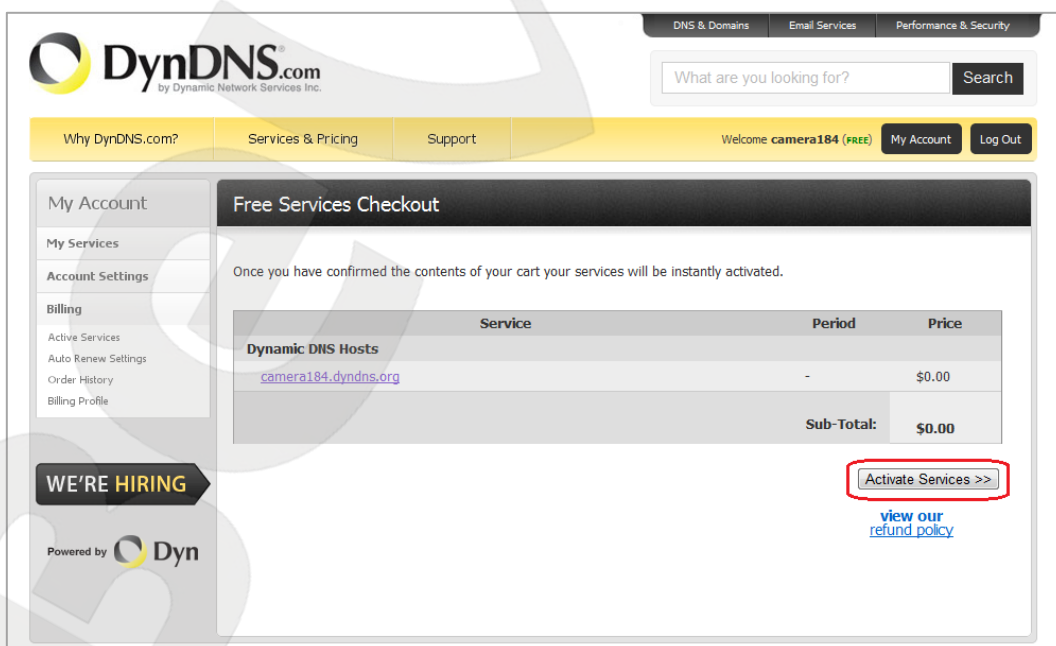 DNS & Domains Email Services Performance & Security
DynDNS.com
by Dynamic Network Services Inc.
What are you looking for? Search
Why DynDNS.com? Services & Pricing Support Welcome camera184 (FREE) My Account Log Out
My Account
My Services
Account Settings
Billing
Active Services
Auto Renew Settings
Order History
Billing Profile
WE'RE HIRING
Powered by Dyn
Free Services Checkout
Once you have confirmed the contents of your cart your services will be instantly activated.
Service Period Price
Dynamic DNS Hosts
camera184.dyndns.org - $0.00
Sub-Total: $0.00
Activate Services >>
view our
refund policy